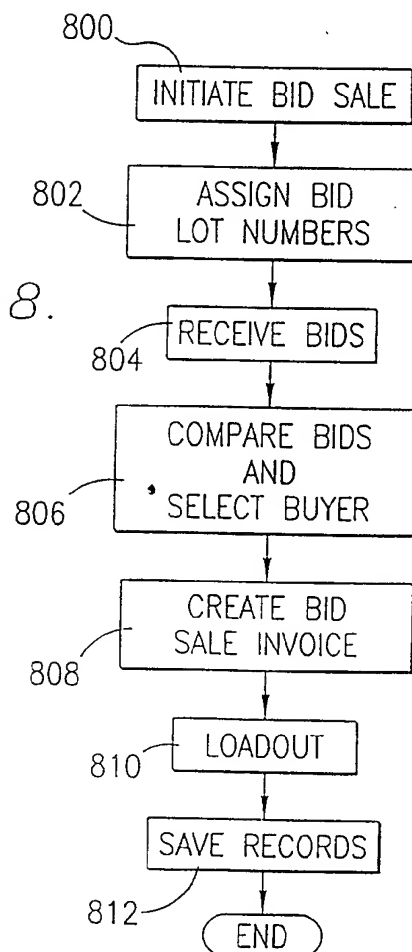 800
INITIATE BID SALE
802
ASSIGN BID
LOT NUMBERS
8.
804
RECEIVE BIDS
COMPARE BIDS
AND
SELECT BUYER
806
CREATE BID
SALE INVOICE
808
LOADOUT
810
SAVE RECORDS
812
END